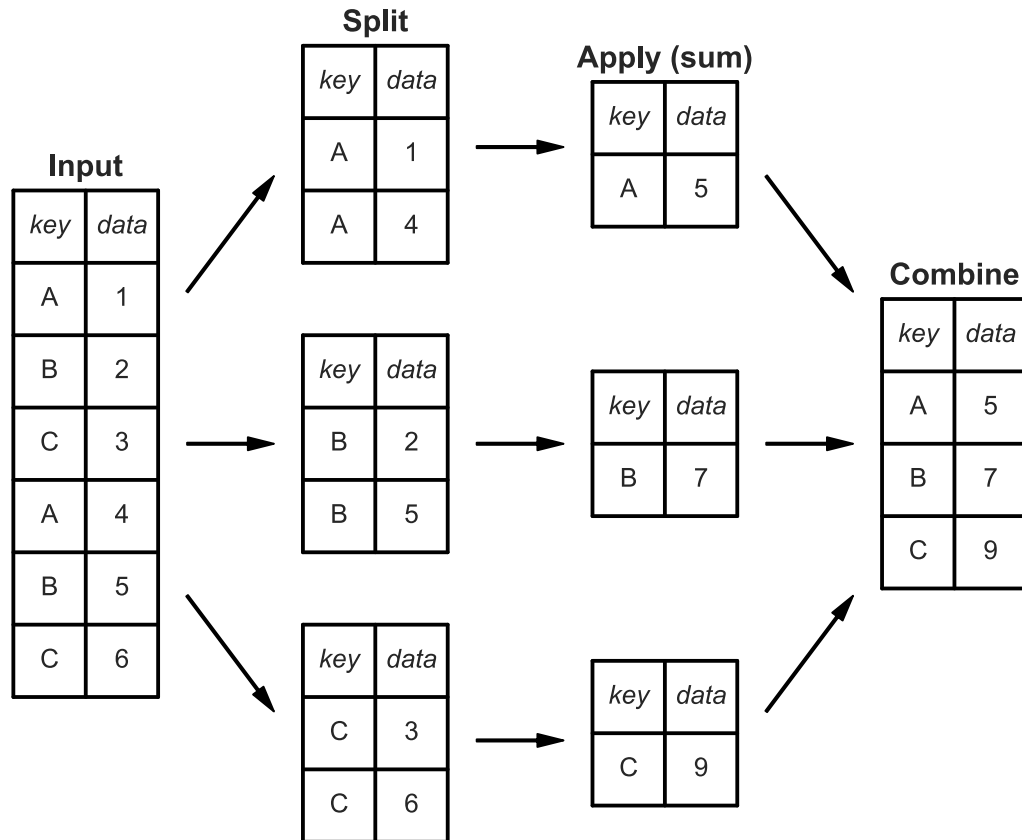 Input
key data
A 1
B 2
C 3
A 4
B 5
C 6
Split
key data
A 1
A 4
key data
B 2
B 5
key data
C 3
C 6
Apply (sum)
key data
A 5
key data
B 7
key data
C 9
Combine
key data
A 5
B 7
C 9